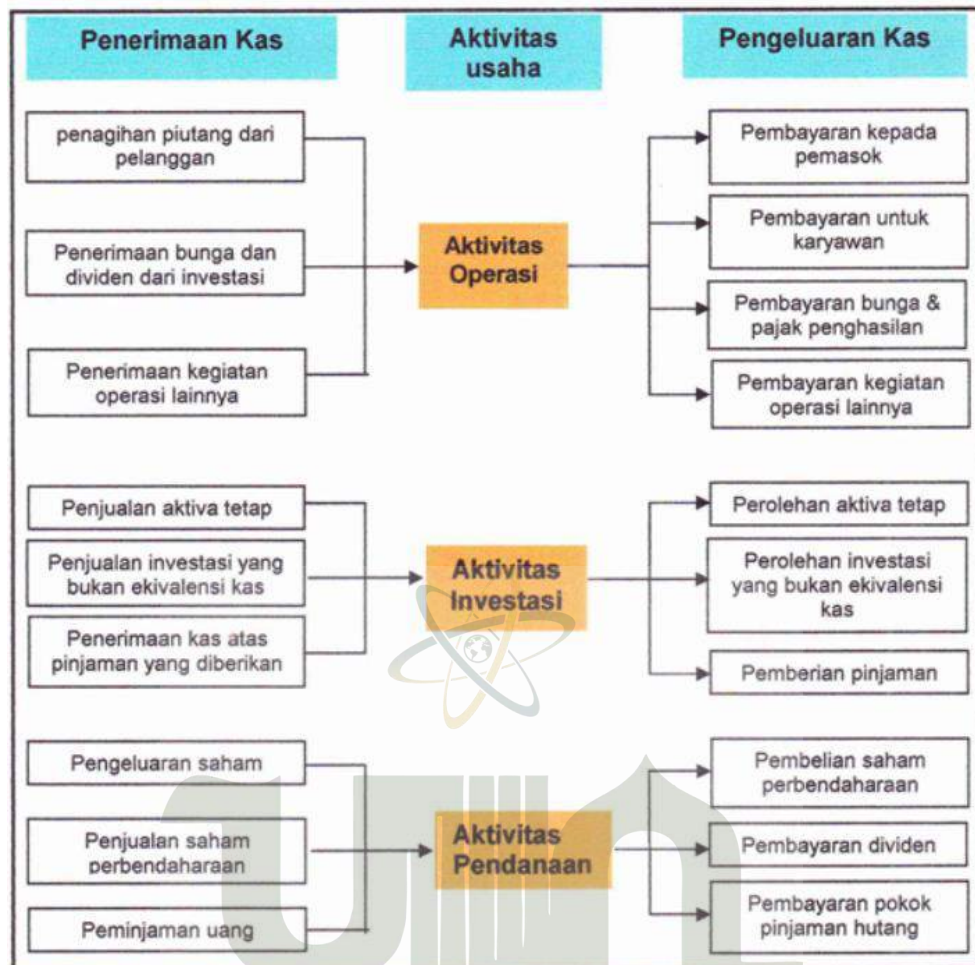 Penerimaan Kas
Aktivitas
usaha
Pengeluaran Kas
penagihan piutang dari
pelanggan
Penerimaan bunga dan
dividen dari investasi
Penerimaan kegiatan
operasi lainnya
Aktivitas
Operasi
Pembayaran kepada
pemasok
Pembayaran untuk
karyawan
Pembayaran bunga &
pajak penghasilan
Pembayaran kegiatan
operasi lainnya
Penjualan aktiva tetap
Penjualan investasi yang
bukan ekivalensi kas
Penerimaan kas atas
pinjaman yang diberikan
Aktivitas
Investasi
Perolehan aktiva tetap
Perolehan investasi
yang bukan ekivalensi
kas
Pemberian pinjaman
Pengeluaran saham
Penjualan saham
perbendaharaan
Peminjaman uang
Aktivitas
Pendanaan
Pembelian saham
perbendaharaan
Pembayaran dividen
Pembayaran pokok
pinjaman hutang
uin